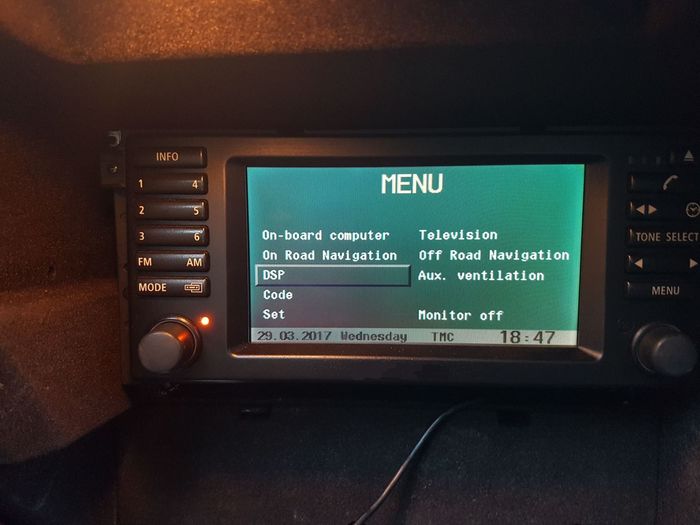 INFO
1 4
2 5
3 6
FM AM
MODE
MENU
On-board computer Television
On Road Navigation Off Road Navigation
DSP Aux. ventilation
Code
Set Monitor off
29.03.2017 Wednesday TMC 18:47
TONE SELECT
MENU